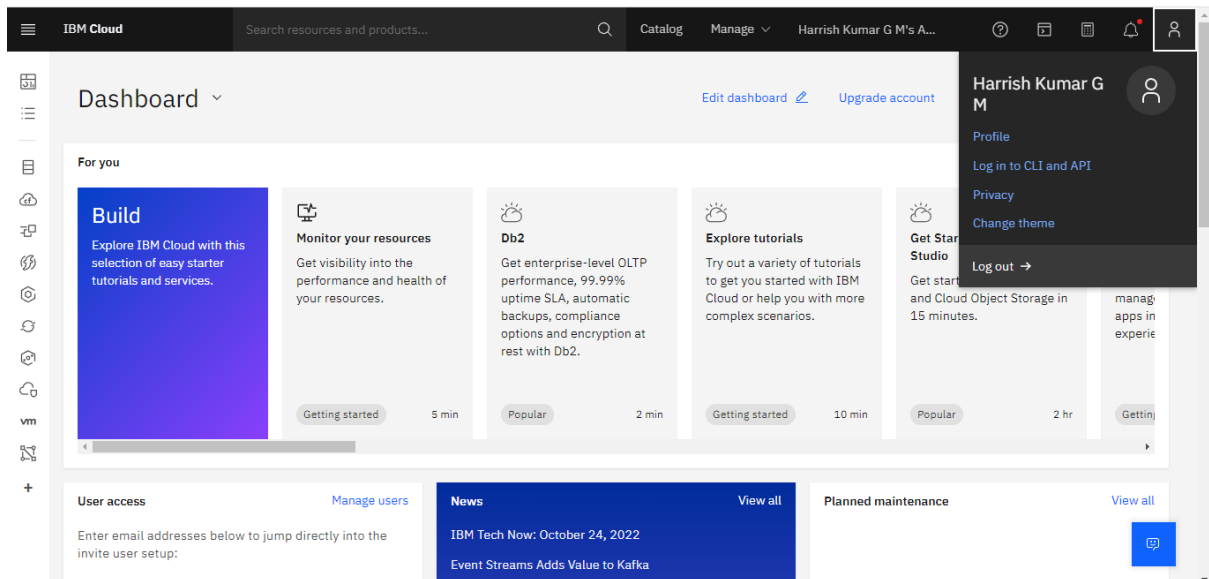 IBM Cloud
Search resources and products...
Catalog
Manage
Harrish Kumar G M's A...
Harrish Kumar G
M
Profile
Log in to CLI and API
Privacy
Change theme
Log out →
Dashboard
Edit dashboard
Upgrade account
For you
Build
Explore IBM Cloud with this
selection of easy starter
tutorials and services.
Monitor your resources
Get visibility into the
performance and health of
your resources.
Getting started
5 min
Db2
Get enterprise-level OLTP
performance, 99.99%
uptime SLA, automatic
backups, compliance
options and encryption at
rest with Db2.
Popular
2 min
Explore tutorials
Try out a variety of tutorials
to get you started with IBM
Cloud or help you with more
complex scenarios.
Getting started
10 min
Get Star
Studio
Get start
and Cloud Object Storage in
15 minutes.
Popular
2 hr
manag
apps in
experie
Getting
vm
User access
Manage users
Enter email addresses below to jump directly into the
invite user setup:
News
View all
IBM Tech Now: October 24, 2022
Event Streams Adds Value to Kafka
Planned maintenance
View all